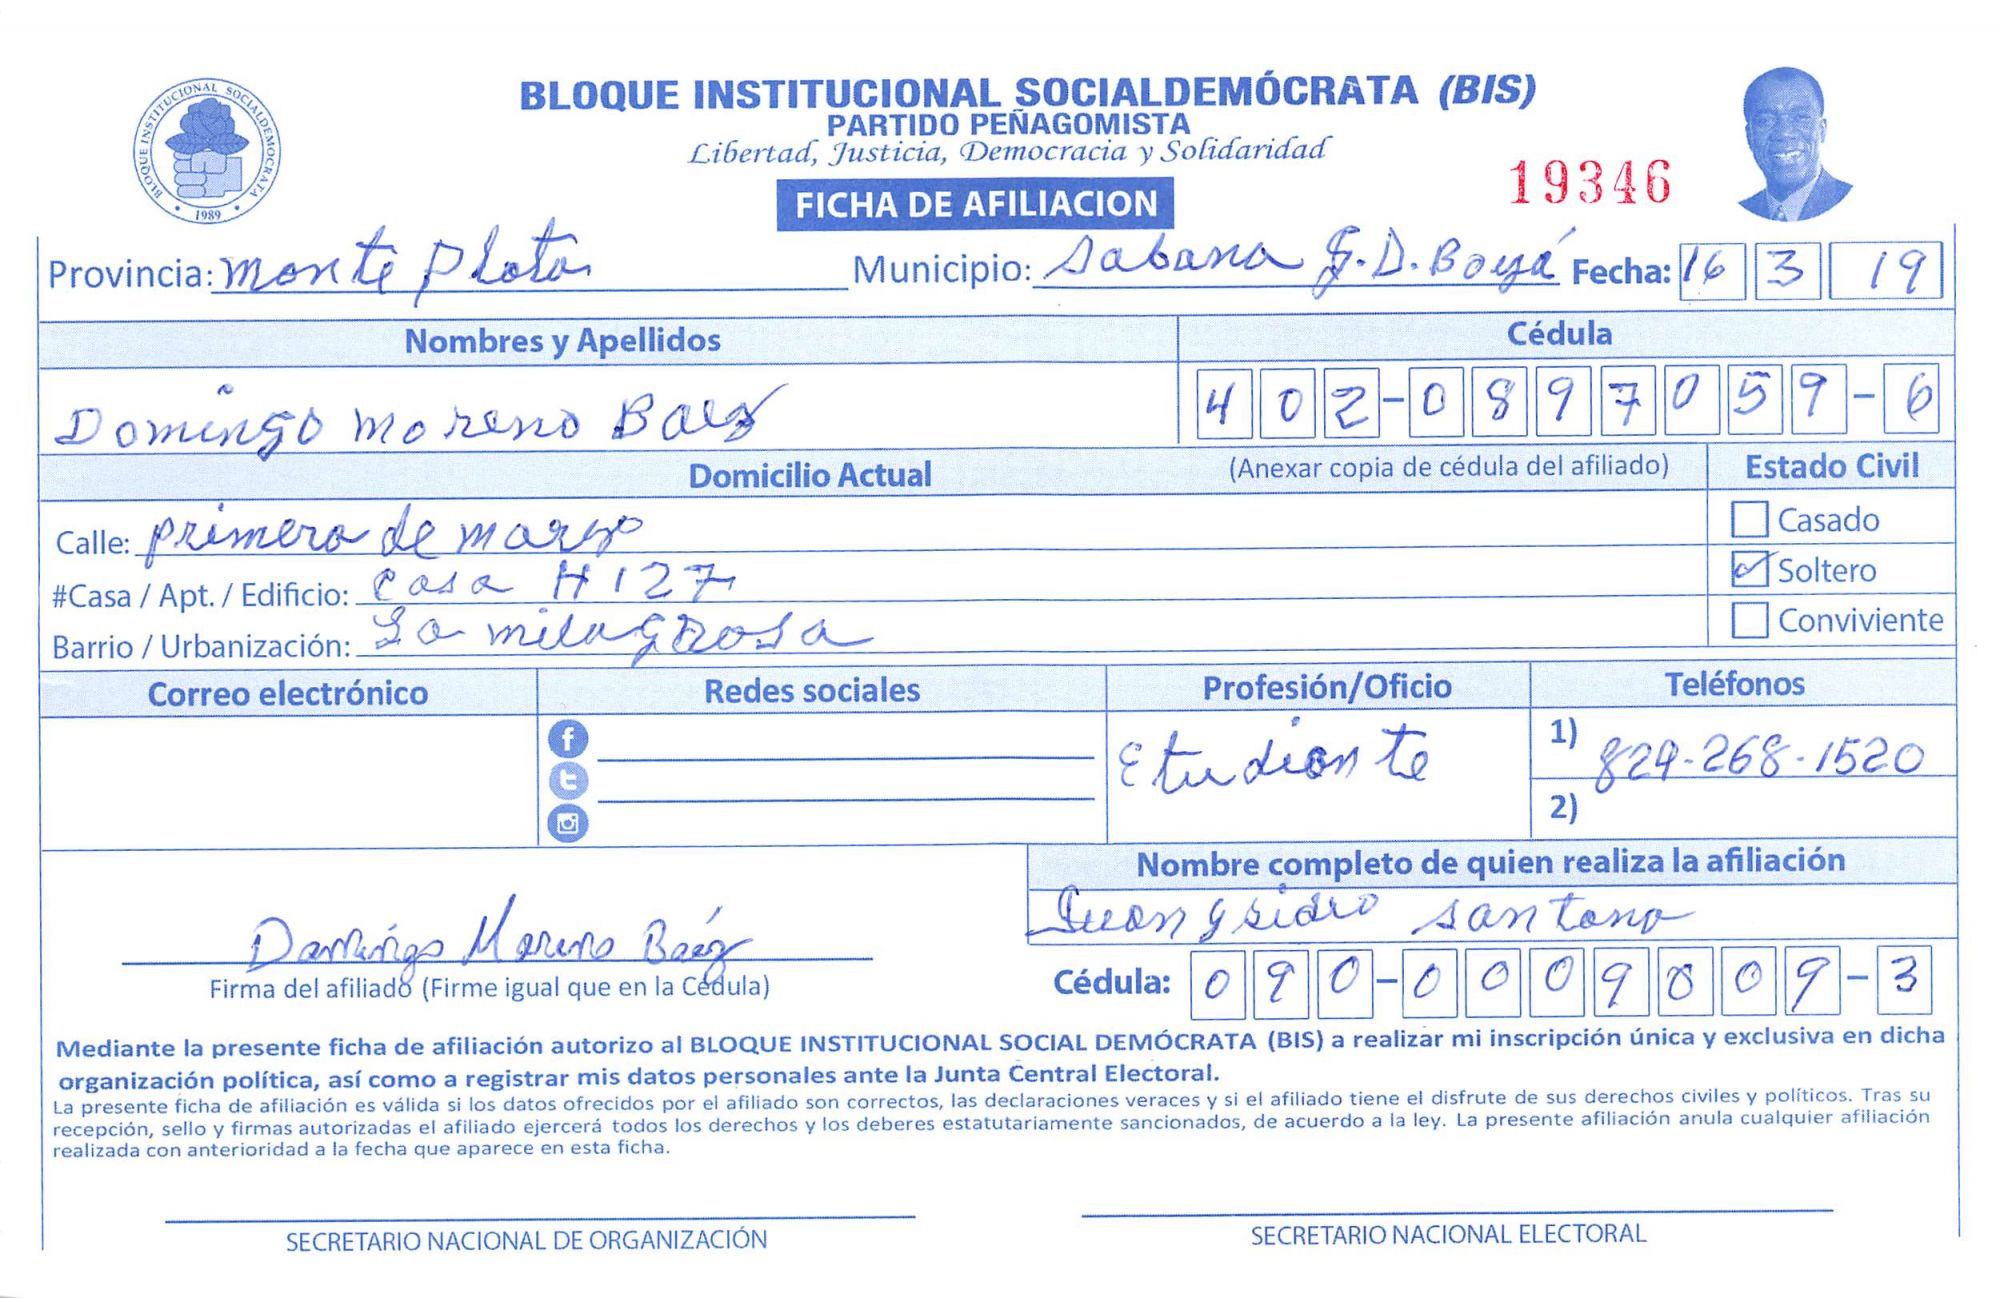 BLOQUE INSTITUCIONAL SOCIALDEMÓCRATA (BIS)
PARTIDO PEÑAGOMISTA
Libertad, Justicia, Democracia y Solidaridad
BLOQUE INSTITUCIONAL SOCIALDEMOCRATA
1989
19346
FICHA DE AFILIACION
Provincia: monte Plata Municipio: Sabana G.D. Boyá Fecha: 16 3 19
Nombres y Apellidos Cédula
Domingo moreno Baez 402-0897059-6
Domicilio Actual (Anexar copia de cédula del afiliado) Estado Civil
Calle: primera de marzo Casado
#Casa / Apt. / Edificio: Casa # 127 Soltero
Barrio / Urbanización: La milagrosa Conviviente
Correo electrónico Redes sociales Profesión/Oficio Teléfonos
Etudiante 1) 829-268-1520
2)
Nombre completo de quien realiza la afiliación
Juan Ysidro santana
Domingo Moreno Baéz
Firma del afiliado (Firme igual que en la Cédula) Cédula: 090-0009809-3
Mediante la presente ficha de afiliación autorizo al BLOQUE INSTITUCIONAL SOCIAL DEMÓCRATA (BIS) a realizar mi inscripción única y exclusiva en dicha
organización política, así como a registrar mis datos personales ante la Junta Central Electoral.
La presente ficha de afiliación es válida si los datos ofrecidos por el afiliado son correctos, las declaraciones veraces y si el afiliado tiene el disfrute de sus derechos civiles y políticos. Tras su
recepción, sello y firmas autorizadas el afiliado ejercerá todos los derechos y los deberes estatutariamente sancionados, de acuerdo a la ley. La presente afiliación anula cualquier afiliación
realizada con anterioridad a la fecha que aparece en esta ficha.
SECRETARIO NACIONAL DE ORGANIZACIÓN SECRETARIO NACIONAL ELECTORAL